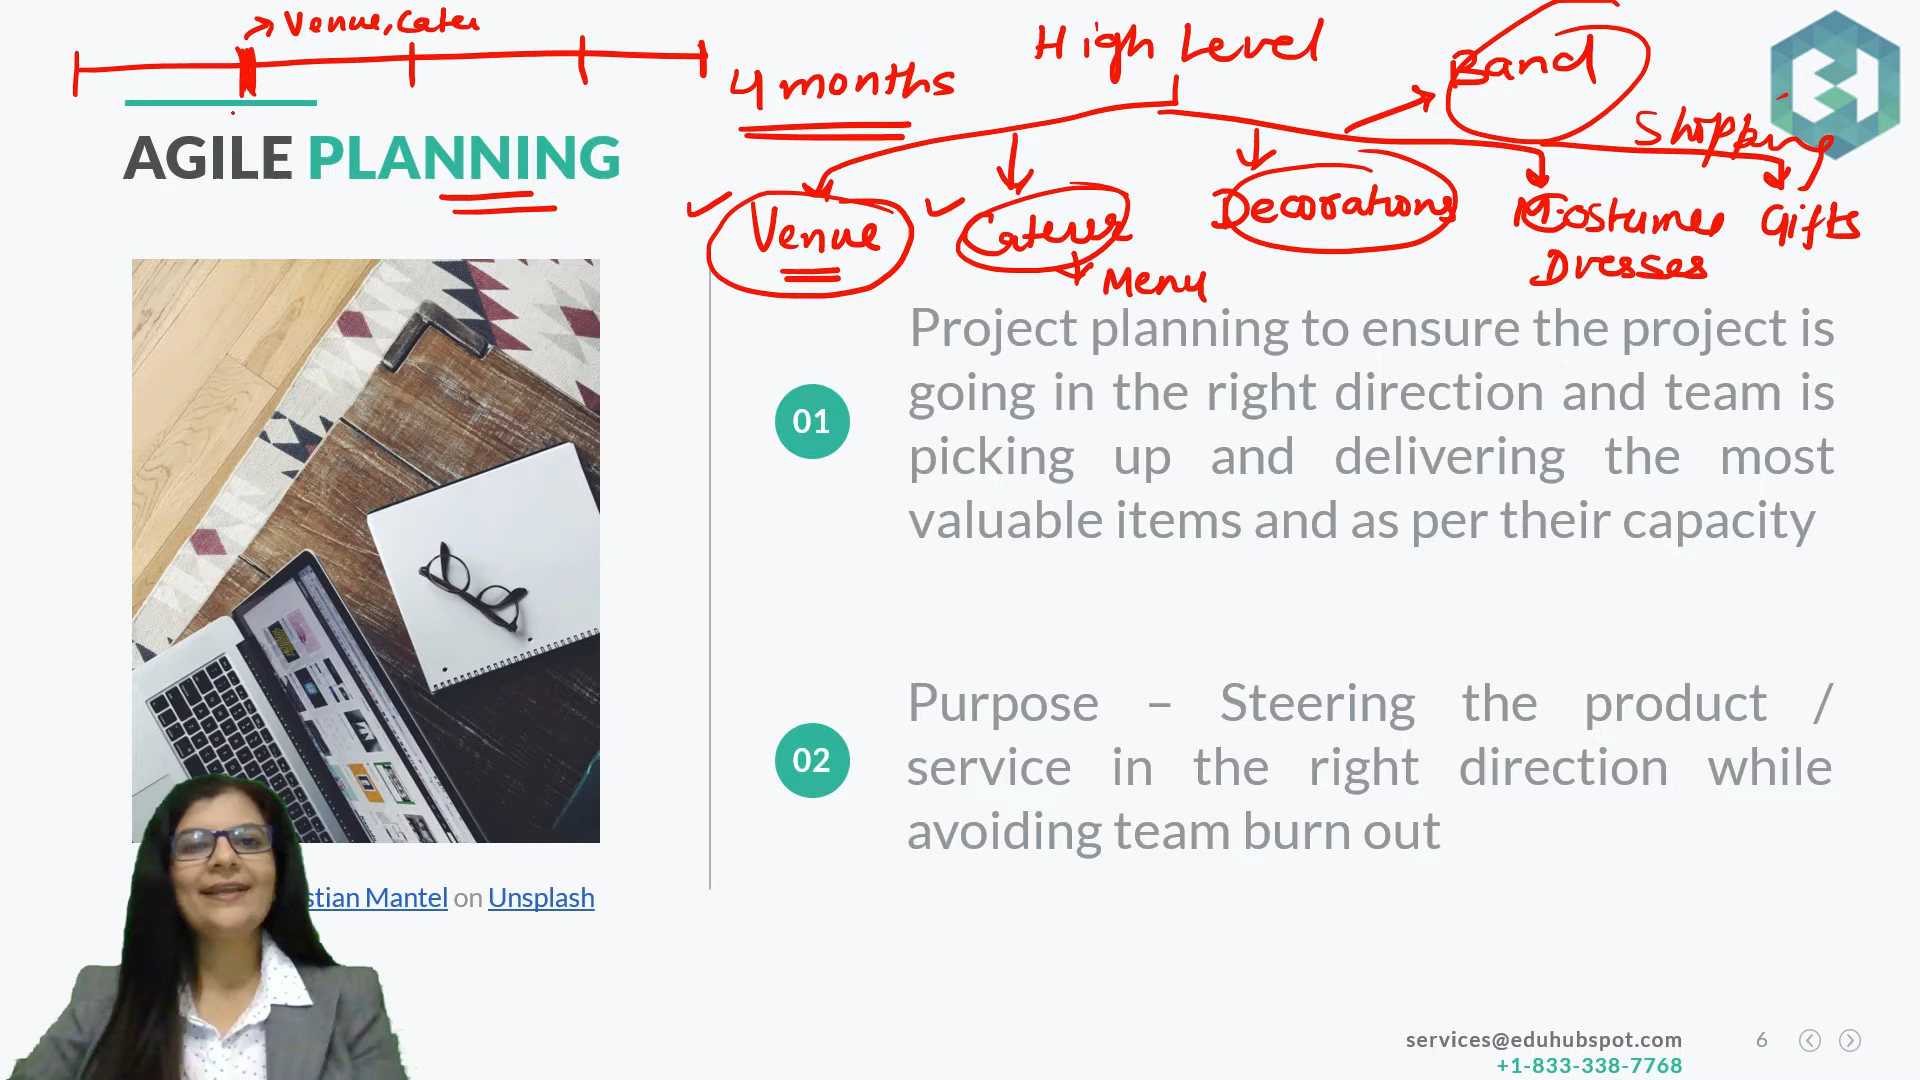 Venue, Cater
4 months
High Level
Band
Shopping
AGILE PLANNING
Venue
Caterer
Menu
Decorations
Costumes
Dresses
Gifts
01
Project planning to ensure the project is
going in the right direction and team is
picking up and delivering the most
valuable items and as per their capacity
02
Purpose – Steering the product /
service in the right direction while
avoiding team burn out
stian Mantel on Unsplash
services@eduhubspot.com
6
+1-833-338-7768